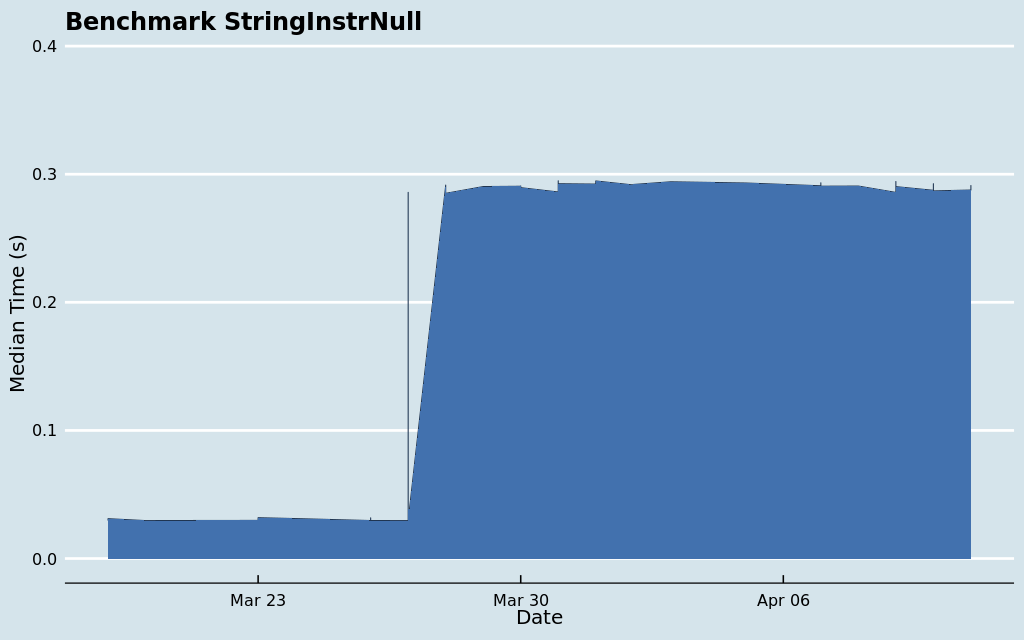 Benchmark StringInstrNull
0.4
0.3
0.2
0.1
0.0
Median Time (s)
Mar 23
Mar 30
Apr 06
Date